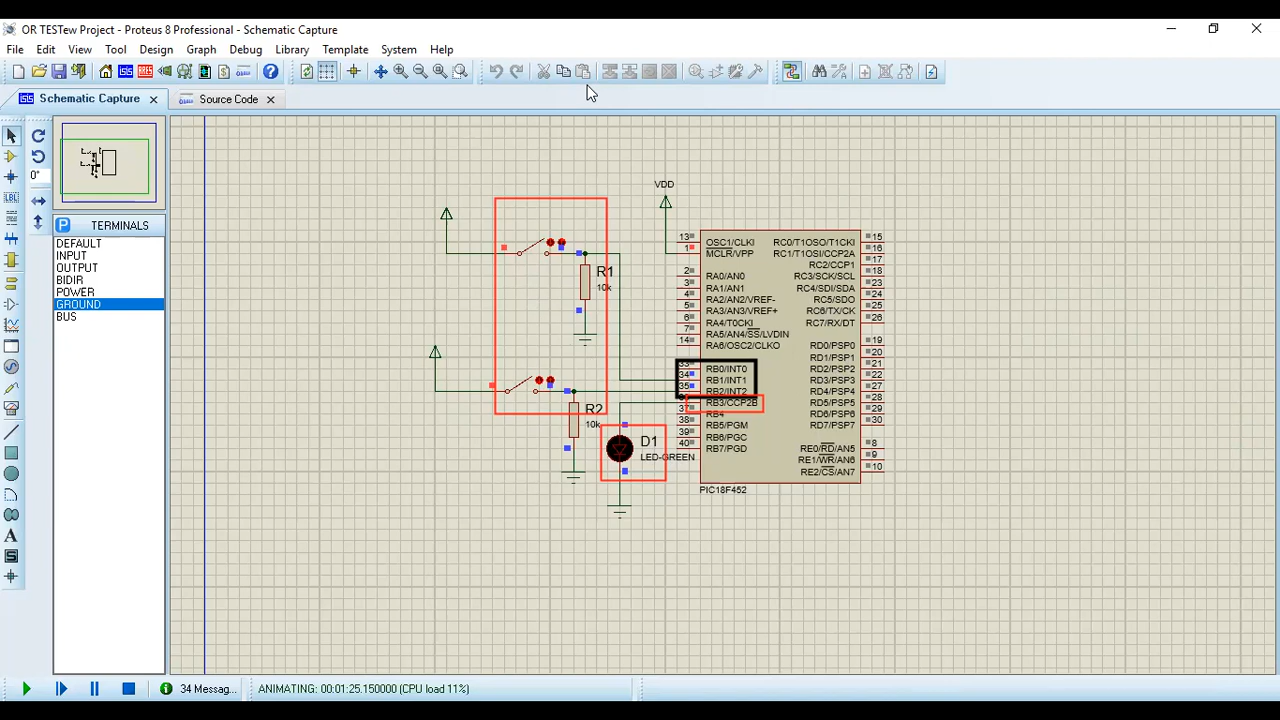 OR TESTew Project - Proteus 8 Professional - Schematic Capture
File Edit View Tool Design Graph Debug Library Template System Help
Schematic Capture
Source Code
0°
LBL
P TERMINALS
DEFAULT
INPUT
OUTPUT
BIDIR
POWER
GROUND
BUS
A
S
VDD
R1
10k
R2
10k
D1
LED-GREEN
13 OSC1/CLKI
1 MCLR/VPP
2 RA0/AN0
3 RA1/AN1
4 RA2/AN2/VREF-
5 RA3/AN3/VREF+
6 RA4/T0CKI
7 RA5/AN4/SS/LVDIN
14 RA6/OSC2/CLKO
33 RB0/INT0
34 RB1/INT1
35 RB2/INT2
RB3/CCP2B
37 RB4
38 RB5/PGM
39 RB6/PGC
40 RB7/PGD
RC0/T1OSO/T1CKI 15
RC1/T1OSI/CCP2A 16
RC2/CCP1 17
RC3/SCK/SCL 18
RC4/SDI/SDA 23
RC5/SDO 24
RC6/TX/CK 25
RC7/RX/DT 26
RD0/PSP0 19
RD1/PSP1 20
RD2/PSP2 21
RD3/PSP3 22
RD4/PSP4 27
RD5/PSP5 28
RD6/PSP6 29
RD7/PSP7 30
RE0/RD/AN5 8
RE1/WR/AN6 9
RE2/CS/AN7 10
PIC18F452
34 Messag...
ANIMATING: 00:01:25.150000 (CPU load 11%)